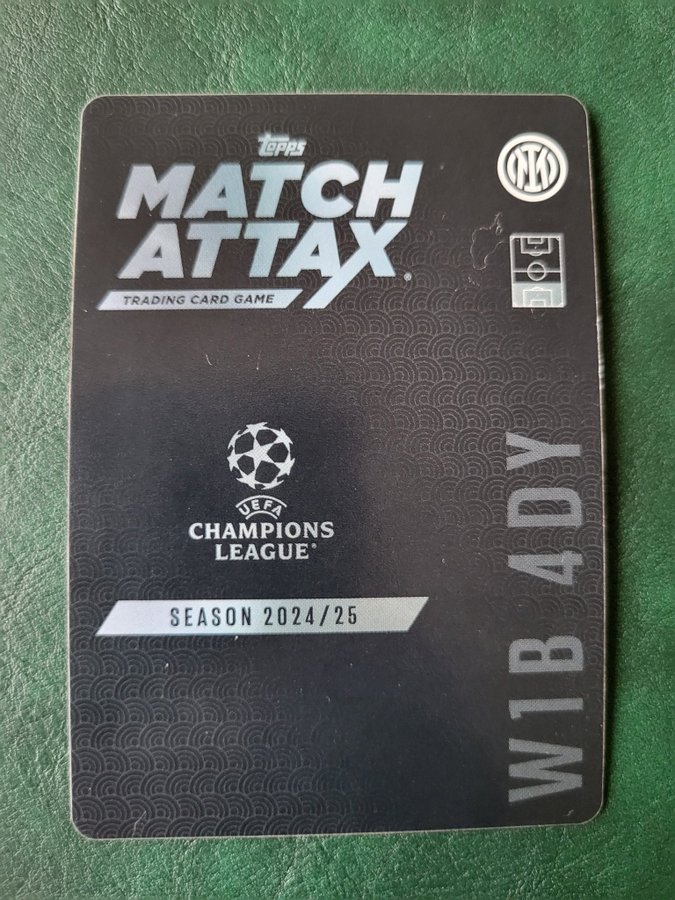 topps
MATCH
ATTAX®
TRADING CARD GAME
UEFA
CHAMPIONS
LEAGUE®
SEASON 2024/25
W1B 4DY